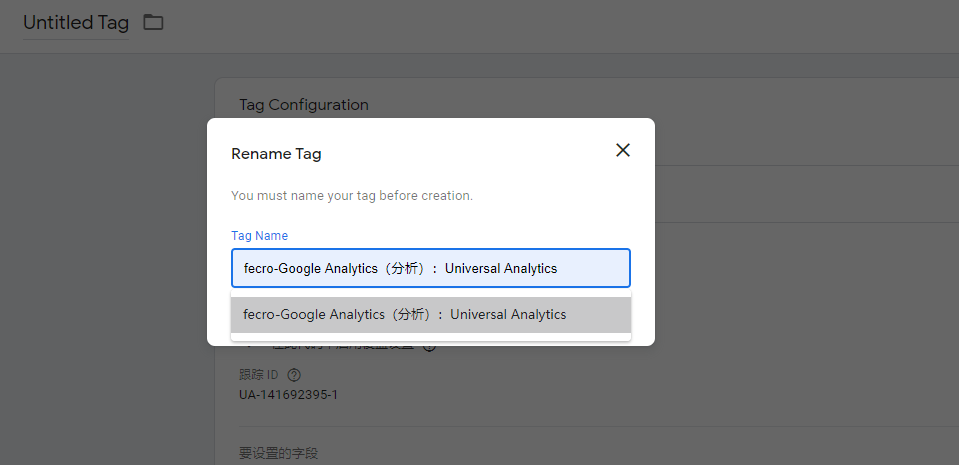 Untitled Tag
Tag Configuration
Rename Tag
You must name your tag before creation.
Tag Name
fecro-Google Analytics（分析）：Universal Analytics
fecro-Google Analytics（分析）：Universal Analytics
跟踪 ID
UA-141692395-1
要设置的字段